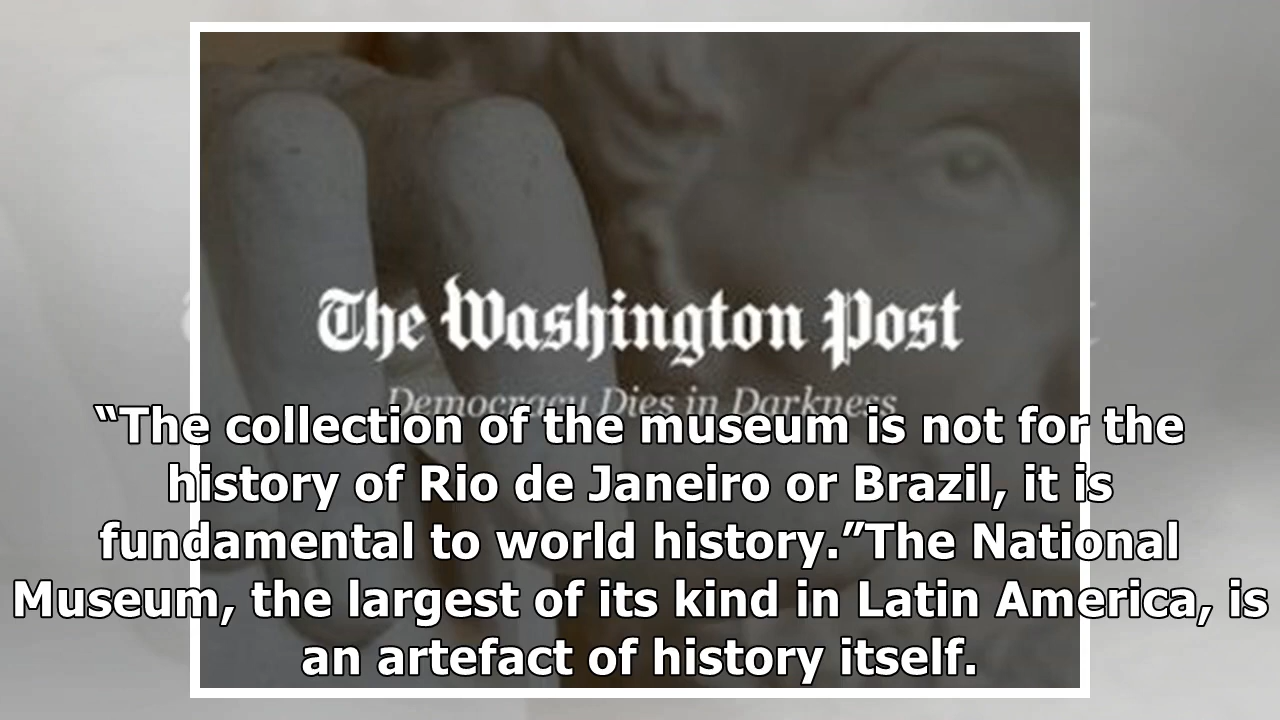 The Washington Post
Democracy Dies in Darkness
“The collection of the museum is not for the
history of Rio de Janeiro or Brazil, it is
fundamental to world history.”The National
Museum, the largest of its kind in Latin America, is
an artefact of history itself.